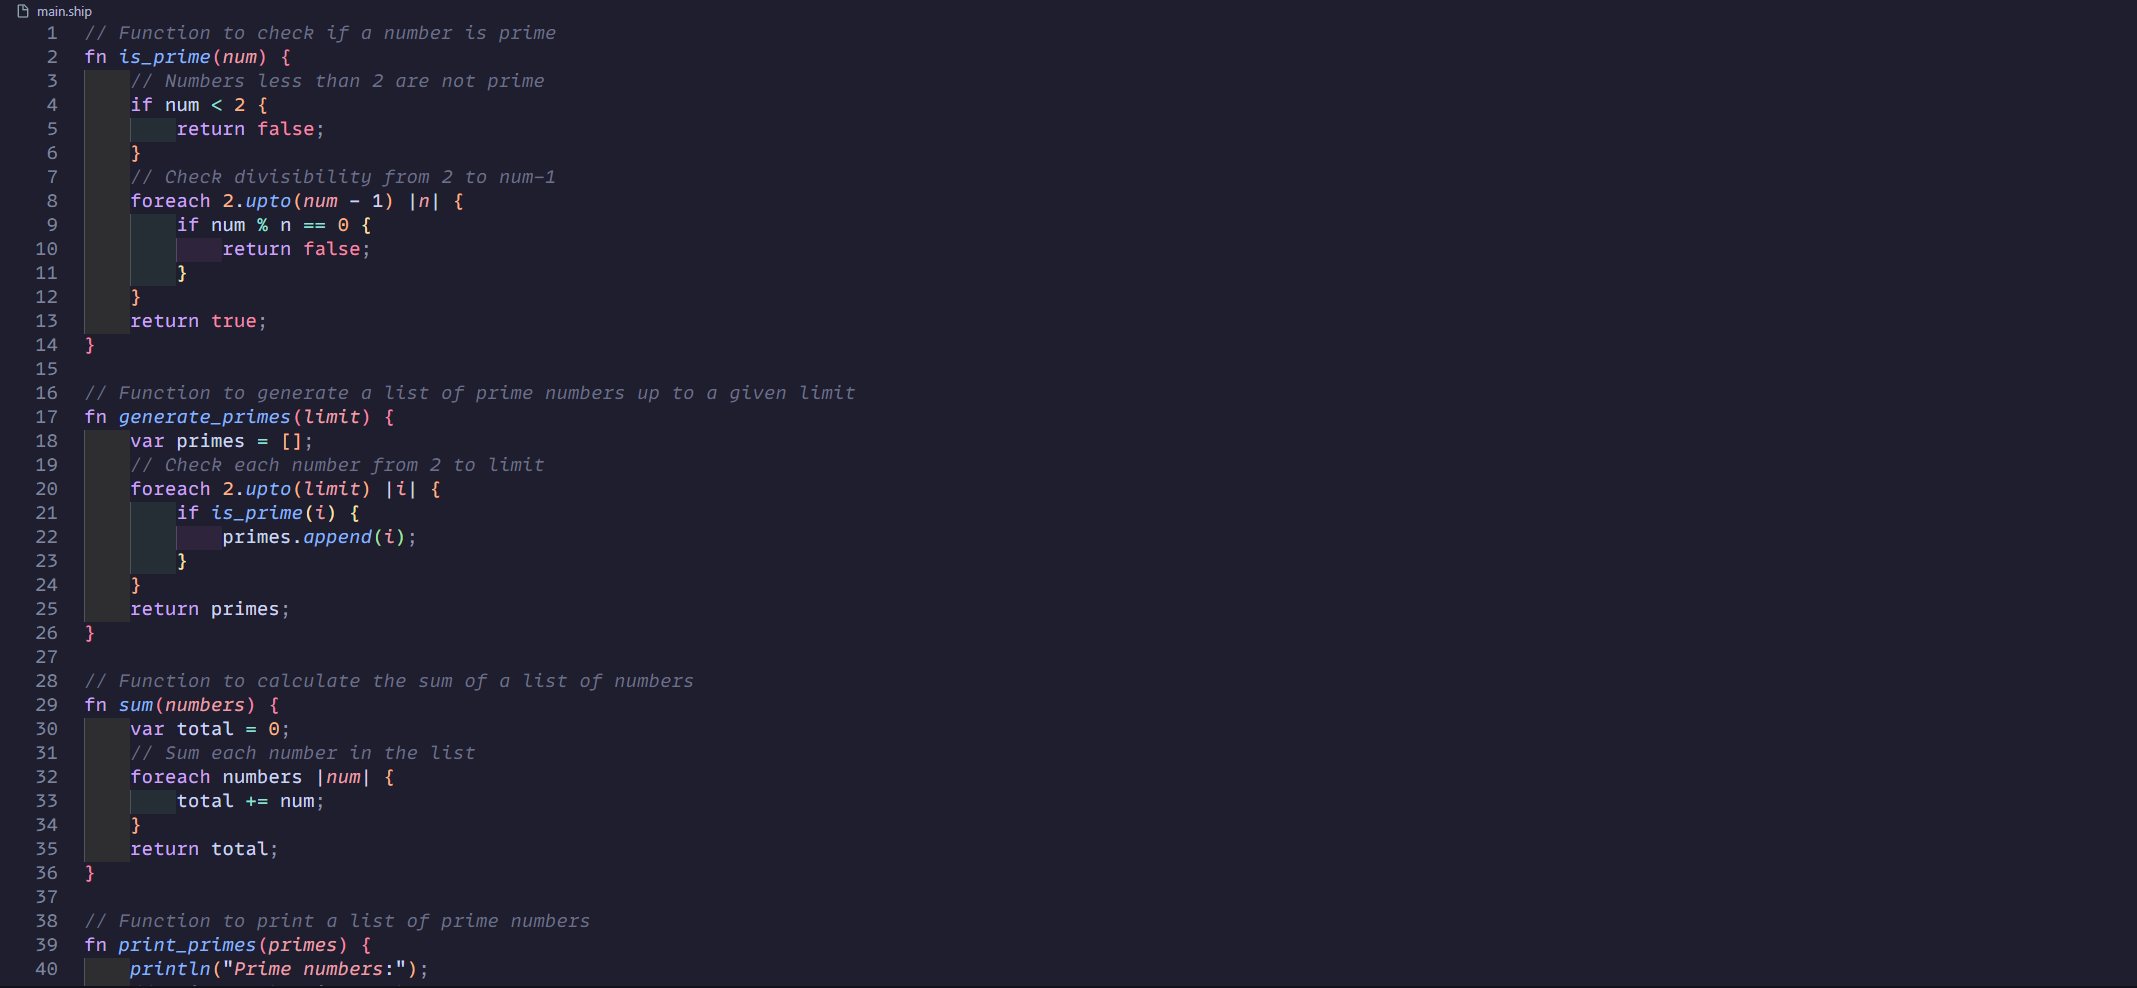 main.ship
1 // Function to check if a number is prime
2 fn is_prime(num) {
3     // Numbers less than 2 are not prime
4     if num < 2 {
5         return false;
6     }
7     // Check divisibility from 2 to num-1
8     foreach 2.upto(num - 1) |n| {
9         if num % n == 0 {
10             return false;
11         }
12     }
13     return true;
14 }
15
16 // Function to generate a list of prime numbers up to a given limit
17 fn generate_primes(limit) {
18     var primes = [];
19     // Check each number from 2 to limit
20     foreach 2.upto(limit) |i| {
21         if is_prime(i) {
22             primes.append(i);
23         }
24     }
25     return primes;
26 }
27
28 // Function to calculate the sum of a list of numbers
29 fn sum(numbers) {
30     var total = 0;
31     // Sum each number in the list
32     foreach numbers |num| {
33         total += num;
34     }
35     return total;
36 }
37
38 // Function to print a list of prime numbers
39 fn print_primes(primes) {
40     println("Prime numbers:");